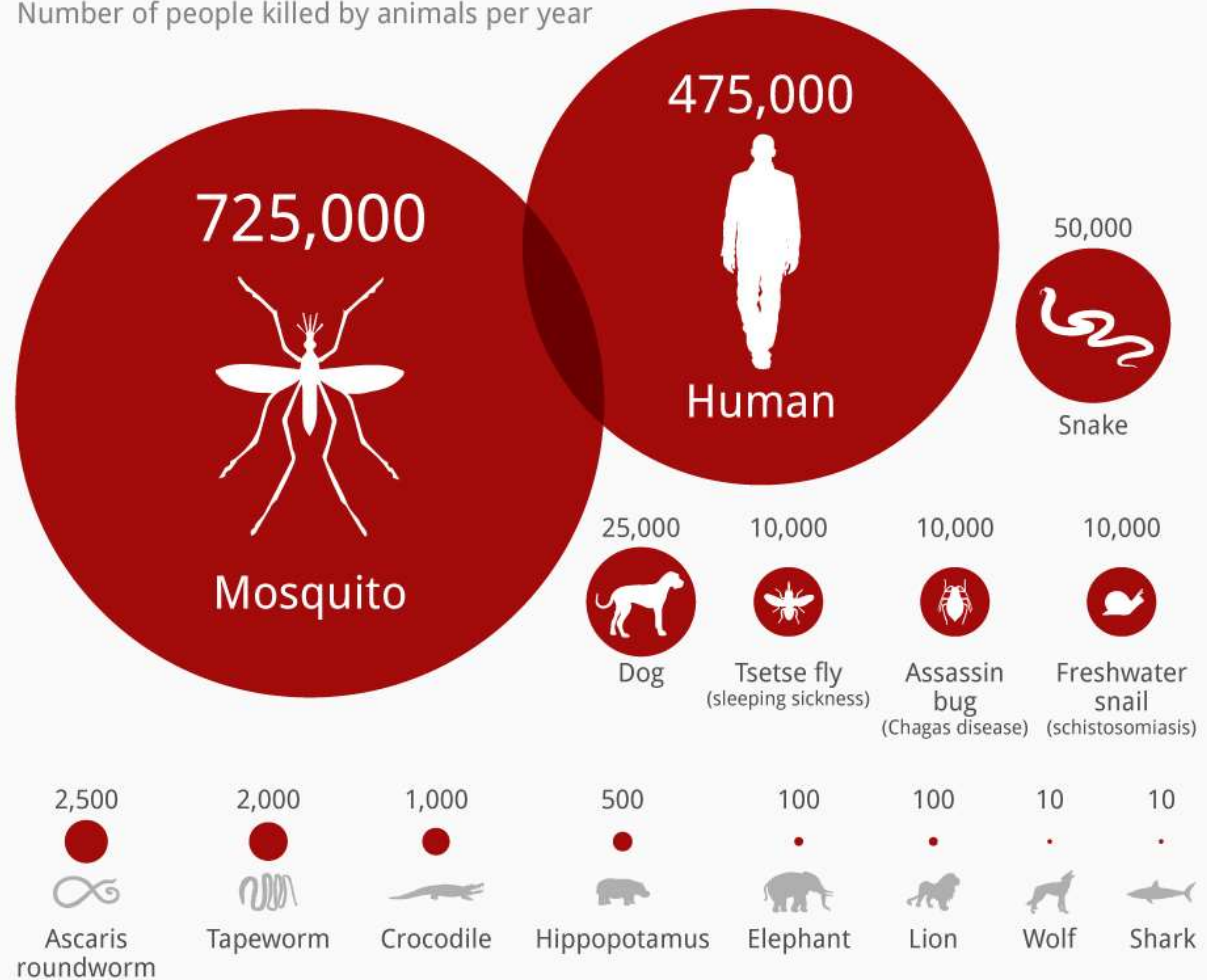 Number of people killed by animals per year
725,000
Mosquito
475,000
Human
50,000
Snake
25,000
Dog
10,000
Tsetse fly
(sleeping sickness)
10,000
Assassin
bug
(Chagas disease)
10,000
Freshwater
snail
(schistosomiasis)
2,500
Ascaris
roundworm
2,000
Tapeworm
1,000
Crocodile
500
Hippopotamus
100
Elephant
100
Lion
10
Wolf
10
Shark